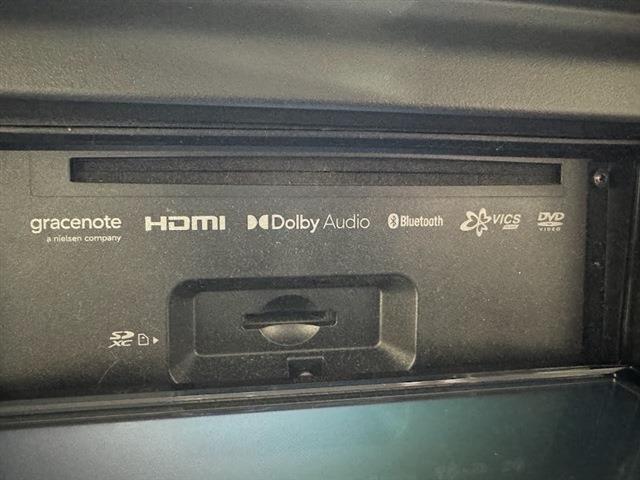 gracenote
a nielsen company
HDMI
Dolby Audio
Bluetooth
VICS
DVD
VIDEO
SD
XC